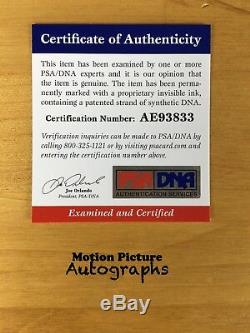 Certificate of Authenticity
This item has been examined by one or more
PSA/DNA experts and it is our opinion that
the item is genuine. The item has been perma-
nently marked with a proprietary invisible ink,
containing a patented strand of synthetic DNA.
Certification Number: AE93833
Verification inquiries can be made to PSA/DNA by
calling 800-325-1121 or by visiting psacard.com and
entering the certification number above.
Joe Orlando
President, PSA/DNA
PSA DNA
AUTHENTICATION SERVICES
Examined and Certified
Motion Picture
Autographs